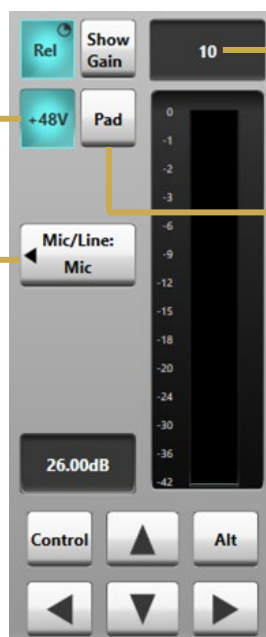 Rel
Show
Gain
10
+48V
Pad
0
-1
-2
-3
-6
-9
-12
-15
-18
-20
-24
-30
-36
-42
Mic/Line:
Mic
26.00dB
Control
Alt